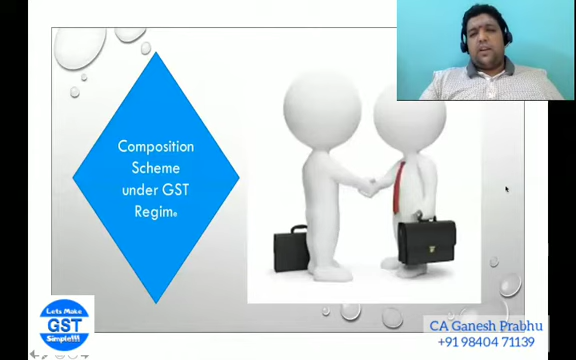 Composition
Scheme
under GST
Regime
Lets Make
GST
Simple!!!
CA Ganesh Prabhu
+91 98404 71139